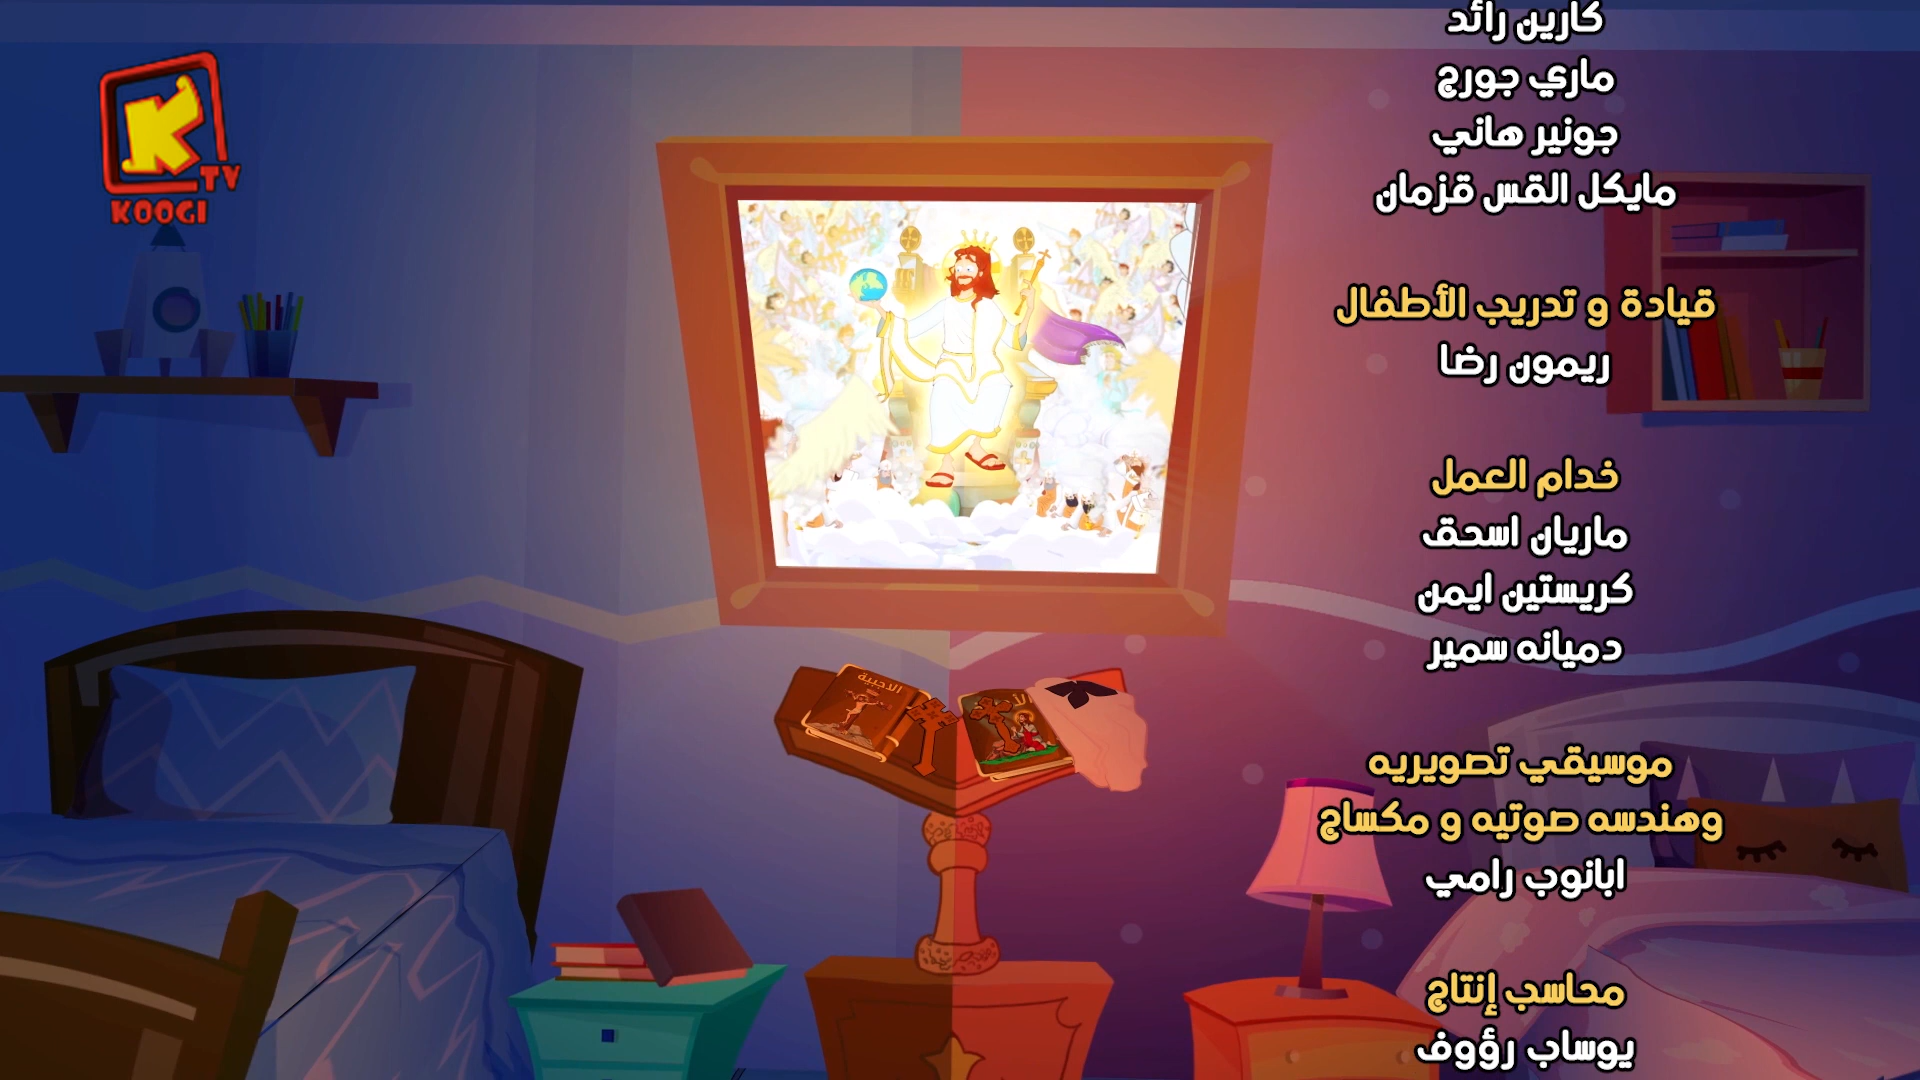 K
TV
KOOGI
كارين رائد
ماري جورج
جونير هاني
مايكل القس قزمان
قيادة و تدريب الأطفال
ريمون رضا
خدام العمل
ماريان اسحق
كريستين ايمن
دميانه سمير
موسيقي تصويريه
وهندسه صوتيه و مكساج
ابانوب رامي
محاسب إنتاج
يوساب رؤوف
الاجبية